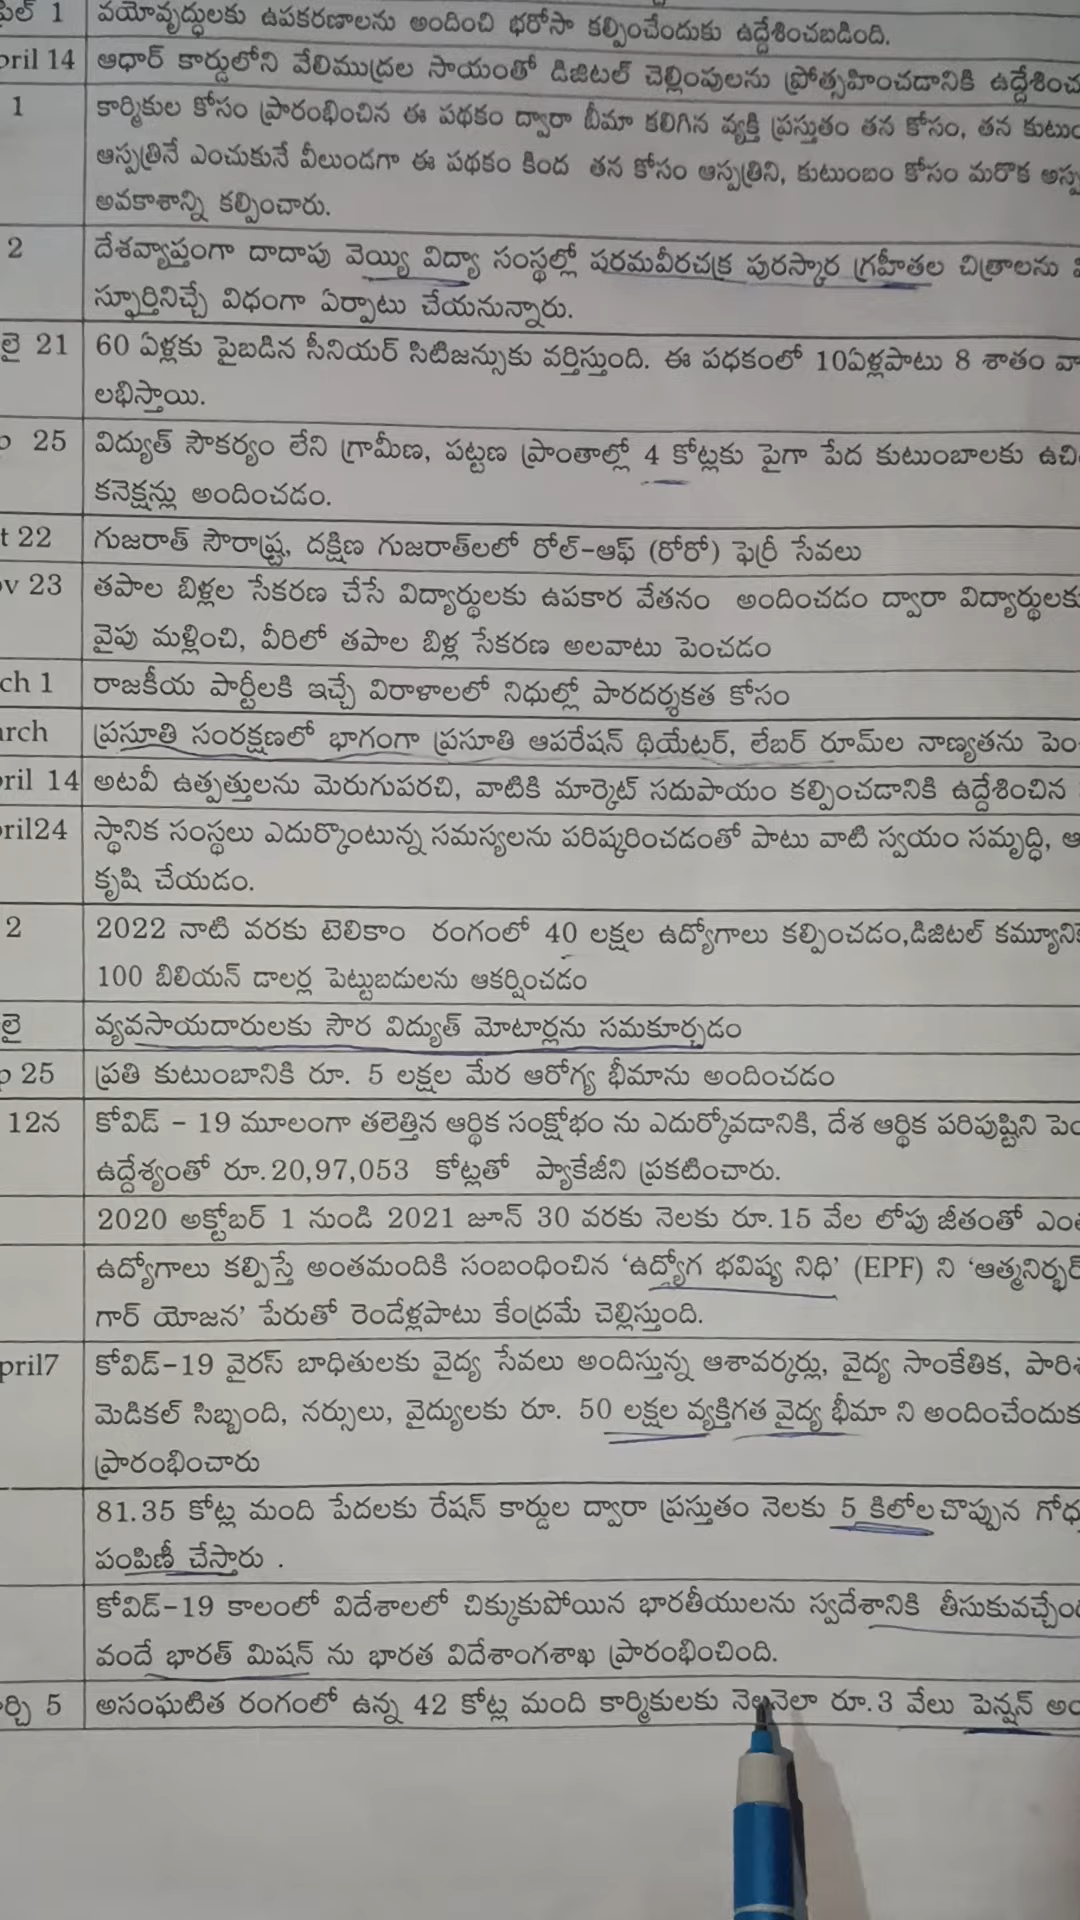 1 వయోవృద్ధులకు ఉపకరణాలను అందించి భరోసా కల్పించేందుకు ఉద్దేశించబడింది.
14 ఆధార్ కార్డులోని వేలిముద్రల సాయంతో డిజిటల్ చెల్లింపులను ప్రోత్సహించడానికి
1 కార్మికుల కోసం ప్రారంభించిన ఈ పథకం ద్వారా బీమా కలిగిన వ్యక్తి ప్రస్తుతం తన కోసం, తన
ఆస్పత్రినే ఎంచుకునే వీలుండగా ఈ పథకం కింద తన కోసం ఆస్పత్రిని, కుటుంబం కోసం మరొక
అవకాశాన్ని కల్పించారు.
2 దేశవ్యాప్తంగా దాదాపు వెయ్యి విద్యా సంస్థల్లో పరమవీరచక్ర పురస్కార గ్రహీతల చిత్రాలను
స్ఫూర్తినిచ్చే విధంగా ఏర్పాటు చేయనున్నారు.
21 60 ఏళ్లకు పైబడిన సీనియర్ సిటిజన్సుకు వర్తిస్తుంది. ఈ పధకంలో 10ఏళ్లపాటు 8 శాతం
లభిస్తాయి.
25 విద్యుత్ సౌకర్యం లేని గ్రామీణ, పట్టణ ప్రాంతాల్లో 4 కోట్లకు పైగా పేద కుటుంబాలకు
కనెక్షన్లు అందించడం.
22 గుజరాత్ సౌరాష్ట్ర, దక్షిణ గుజరాత్‌లలో రోల్-ఆఫ్ (రోరో) ఫెర్రీ సేవలు
23 తపాల బిళ్లల సేకరణ చేసే విద్యార్థులకు ఉపకార వేతనం అందించడం ద్వారా
వైపు మళ్లించి, వీరిలో తపాల బిళ్ల సేకరణ అలవాటు పెంచడం
1 రాజకీయ పార్టీలకి ఇచ్చే విరాళాలలో నిధుల్లో పారదర్శకత కోసం
ప్రసూతి సంరక్షణలో భాగంగా ప్రసూతి ఆపరేషన్ థియేటర్, లేబర్ రూమ్‌ల నాణ్యతను
14 అటవీ ఉత్పత్తులను మెరుగుపరచి, వాటికి మార్కెట్ సదుపాయం కల్పించడానికి ఉద్దేశించిన
స్థానిక సంస్థలు ఎదుర్కొంటున్న సమస్యలను పరిష్కరించడంతో పాటు వాటి స్వయం సమృద్ధి,
కృషి చేయడం.
2 2022 నాటి వరకు టెలికాం రంగంలో 40 లక్షల ఉద్యోగాలు కల్పించడం,డిజిటల్
100 బిలియన్ డాలర్ల పెట్టుబడులను ఆకర్షించడం
వ్యవసాయదారులకు సౌర విద్యుత్ మోటార్లను సమకూర్చడం
25 ప్రతి కుటుంబానికి రూ. 5 లక్షల మేర ఆరోగ్య భీమాను అందించడం
12న కోవిడ్ - 19 మూలంగా తలెత్తిన ఆర్థిక సంక్షోభం ను ఎదుర్కోవడానికి, దేశ ఆర్థిక పరిపుష్టిని
ఉద్దేశ్యంతో రూ.20,97,053 కోట్లతో ప్యాకేజీని ప్రకటించారు.
2020 అక్టోబర్ 1 నుండి 2021 జూన్ 30 వరకు నెలకు రూ.15 వేల లోపు జీతంతో
ఉద్యోగాలు కల్పిస్తే అంతమందికి సంబంధించిన 'ఉద్యోగ భవిష్య నిధి' (EPF) ని
గార్ యోజన' పేరుతో రెండేళ్లపాటు కేంద్రమే చెల్లిస్తుంది.
కోవిడ్-19 వైరస్ బాధితులకు వైద్య సేవలు అందిస్తున్న ఆశావర్కర్లు, వైద్య సాంకేతిక,
మెడికల్ సిబ్బంది, నర్సులు, వైద్యులకు రూ. 50 లక్షల వ్యక్తిగత వైద్య భీమా ని
ప్రారంభించారు
81.35 కోట్ల మంది పేదలకు రేషన్ కార్డుల ద్వారా ప్రస్తుతం నెలకు 5 కిలోల చొప్పున
పంపిణీ చేస్తారు .
కోవిడ్-19 కాలంలో విదేశాలలో చిక్కుకుపోయిన భారతీయులను స్వదేశానికి
వందే భారత్ మిషన్ ను భారత విదేశాంగశాఖ ప్రారంభించింది.
5 అసంఘటిత రంగంలో ఉన్న 42 కోట్ల మంది కార్మికులకు నెలనెలా రూ.3 వేలు పెన్షన్